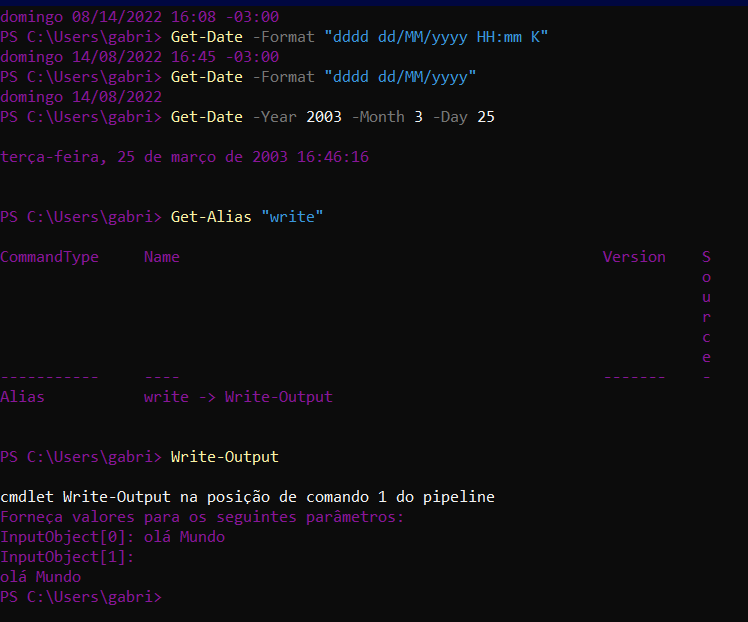 domingo 08/14/2022 16:08 -03:00
PS C:\Users\gabri> Get-Date -Format "dddd dd/MM/yyyy HH:mm K"
domingo 14/08/2022 16:45 -03:00
PS C:\Users\gabri> Get-Date -Format "dddd dd/MM/yyyy"
domingo 14/08/2022
PS C:\Users\gabri> Get-Date -Year 2003 -Month 3 -Day 25
terça-feira, 25 de março de 2003 16:46:16
PS C:\Users\gabri> Get-Alias "write"
CommandType     Name                                               Version    S
o
u
r
c
e
-----------     ----                                               -------    -
Alias           write -> Write-Output
PS C:\Users\gabri> Write-Output
cmdlet Write-Output na posição de comando 1 do pipeline
Forneça valores para os seguintes parâmetros:
InputObject[0]: olá Mundo
InputObject[1]:
olá Mundo
PS C:\Users\gabri>